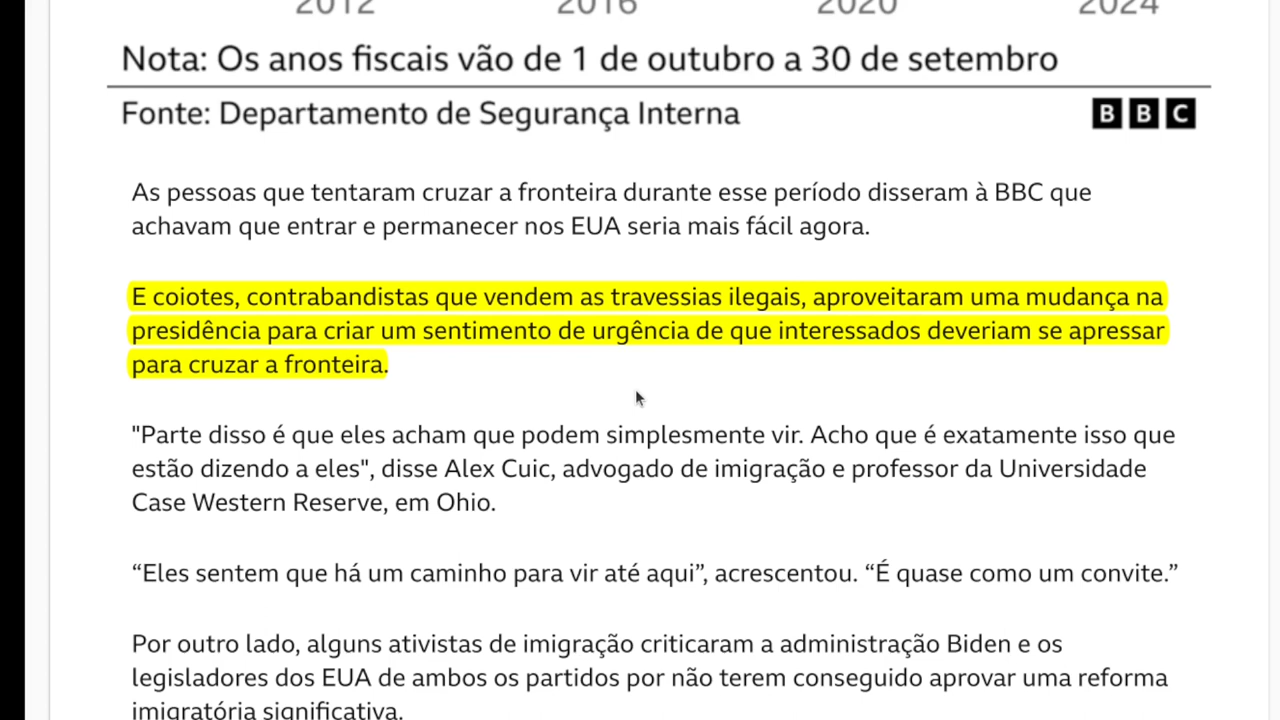 2012 2016 2020 2024
Nota: Os anos fiscais vão de 1 de outubro a 30 de setembro
Fonte: Departamento de Segurança Interna BBC
As pessoas que tentaram cruzar a fronteira durante esse período disseram à BBC que
achavam que entrar e permanecer nos EUA seria mais fácil agora.
E coiotes, contrabandistas que vendem as travessias ilegais, aproveitaram uma mudança na
presidência para criar um sentimento de urgência de que interessados deveriam se apressar
para cruzar a fronteira.
"Parte disso é que eles acham que podem simplesmente vir. Acho que é exatamente isso que
estão dizendo a eles", disse Alex Cuic, advogado de imigração e professor da Universidade
Case Western Reserve, em Ohio.
“Eles sentem que há um caminho para vir até aqui”, acrescentou. “É quase como um convite.”
Por outro lado, alguns ativistas de imigração criticaram a administração Biden e os
legisladores dos EUA de ambos os partidos por não terem conseguido aprovar uma reforma
imigratória significativa.